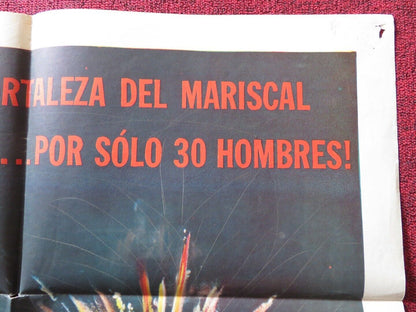 RTALEZA DEL MARISCAL
...POR SÓLO 30 HOMBRES!